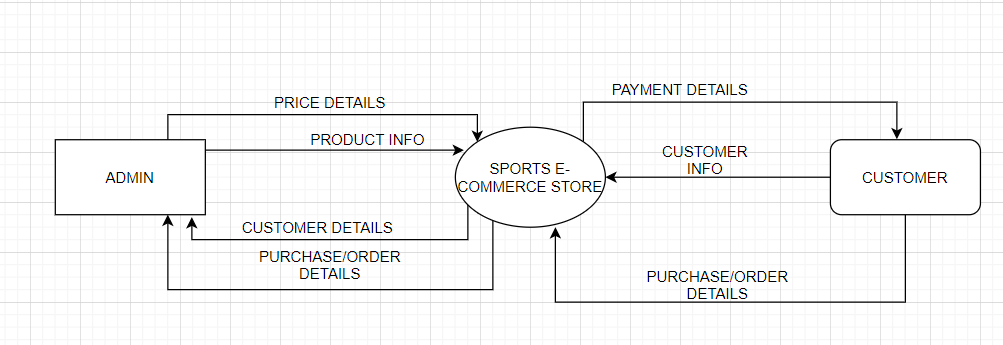 PAYMENT DETAILS
PRICE DETAILS
PRODUCT INFO
CUSTOMER
INFO
ADMIN
SPORTS E-
COMMERCE STORE
CUSTOMER
CUSTOMER DETAILS
PURCHASE/ORDER
DETAILS
PURCHASE/ORDER
DETAILS